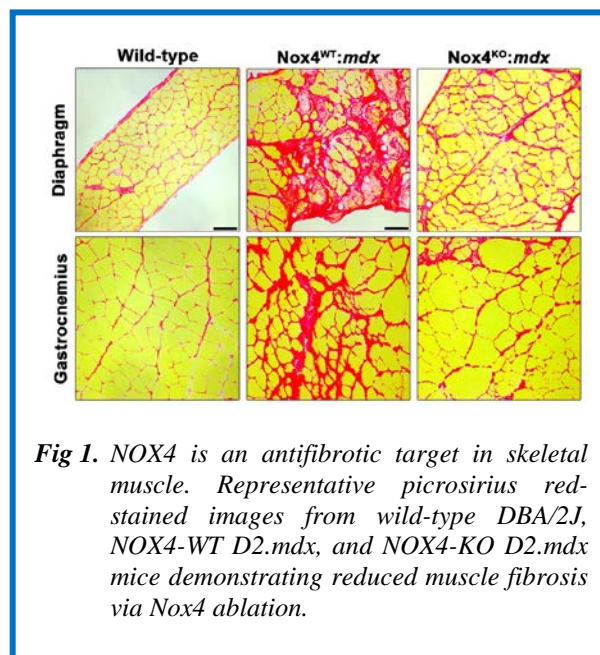 Wild-type Nox4ᵂᵀ:mdx Nox4ᴷᴼ:mdx
Diaphragm
Gastrocnemius
Fig 1. NOX4 is an antifibrotic target in skeletal
muscle. Representative picrosirius red-
stained images from wild-type DBA/2J,
NOX4-WT D2.mdx, and NOX4-KO D2.mdx
mice demonstrating reduced muscle fibrosis
via Nox4 ablation.